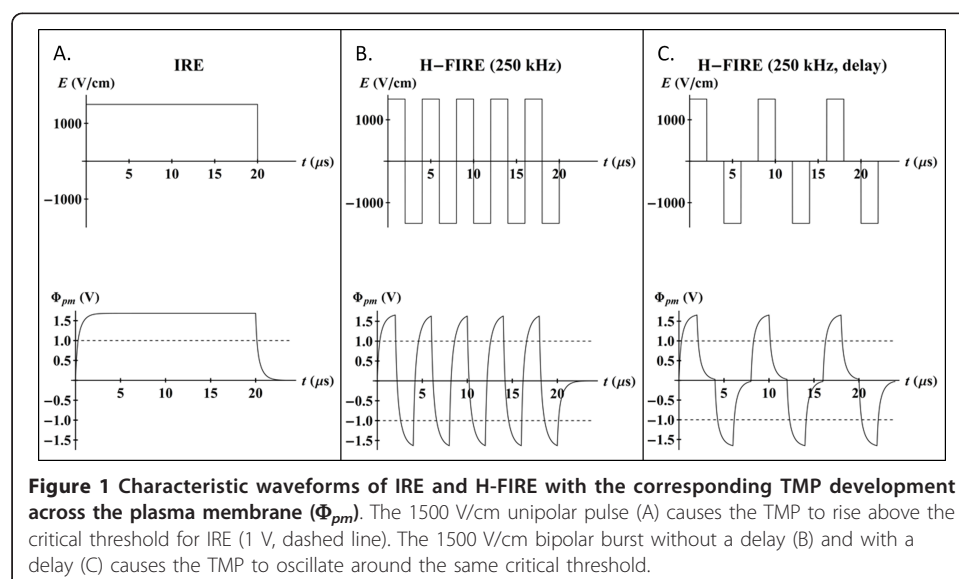 A.
IRE
E (V/cm)
1000
−1000
5 10 15 20
t (μs)
Φpm (V)
1.5
1.0
0.5
−0.5
−1.0
−1.5
5 10 15 20
t (μs)
B.
H−FIRE (250 kHz)
E (V/cm)
1000
−1000
5 10 15 20
t (μs)
Φpm (V)
1.5
1.0
0.5
−0.5
−1.0
−1.5
5 10 15 20
t (μs)
C.
H−FIRE (250 kHz, delay)
E (V/cm)
1000
−1000
5 10 15 20
t (μs)
Φpm (V)
1.5
1.0
0.5
−0.5
−1.0
−1.5
5 10 15 20
t (μs)
Figure 1 Characteristic waveforms of IRE and H-FIRE with the corresponding TMP development
across the plasma membrane (Φpm). The 1500 V/cm unipolar pulse (A) causes the TMP to rise above the
critical threshold for IRE (1 V, dashed line). The 1500 V/cm bipolar burst without a delay (B) and with a
delay (C) causes the TMP to oscillate around the same critical threshold.